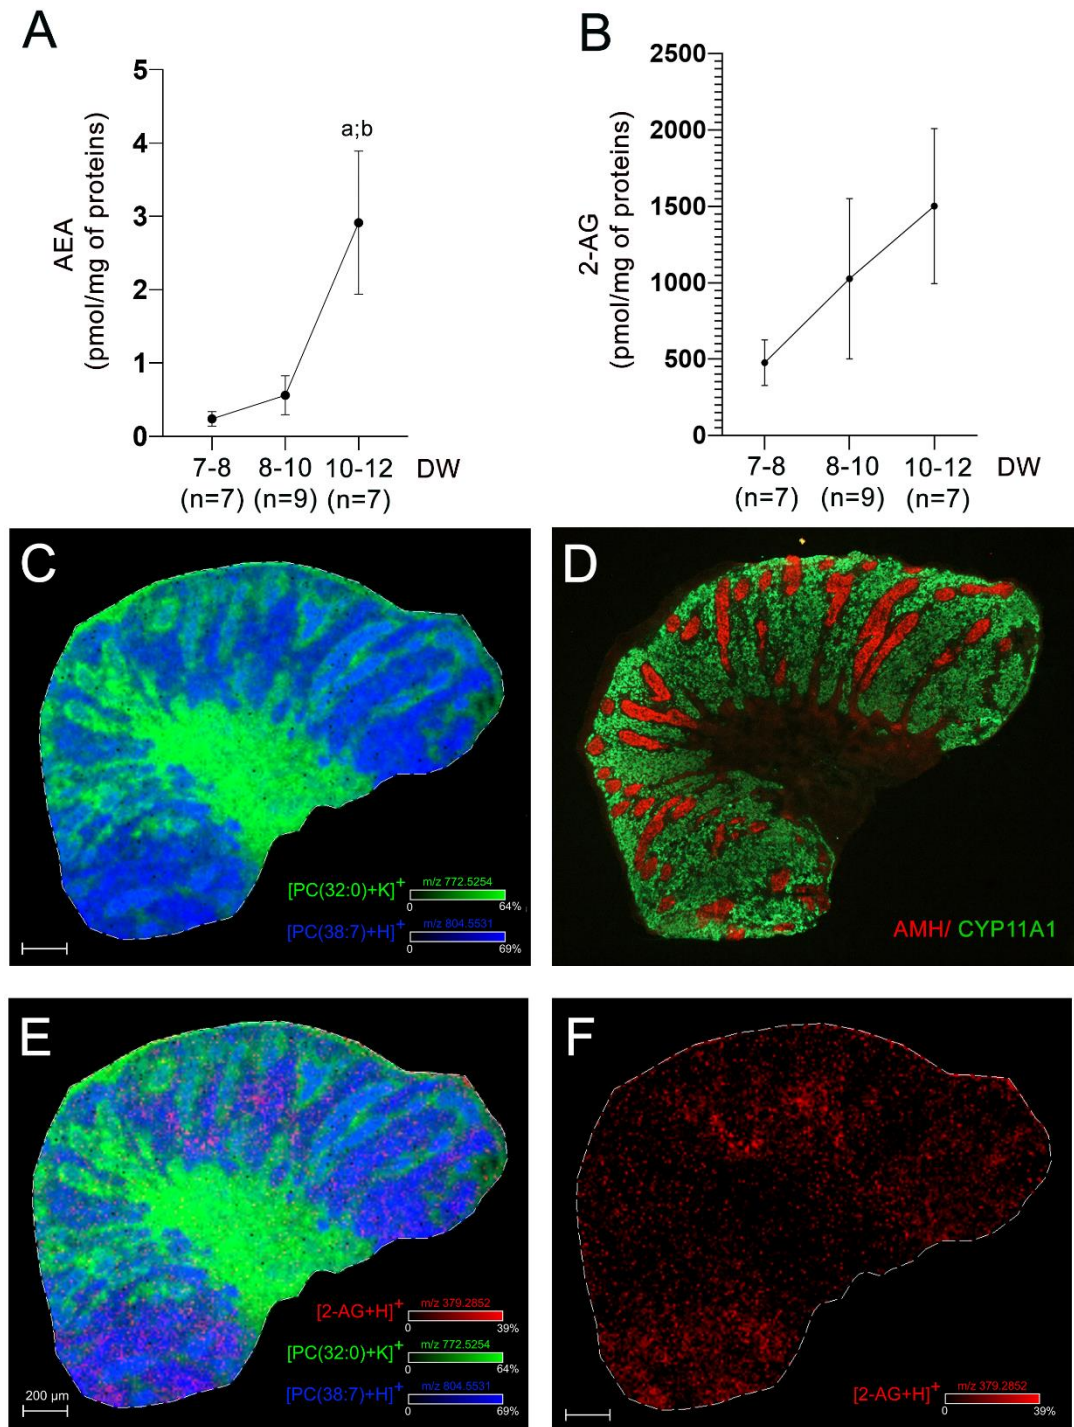 A
AEA
(pmol/mg of proteins)
5
4
3
2
1
0
a;b
7-8 8-10 10-12 DW
(n=7) (n=9) (n=7)
B
2-AG
(pmol/mg of proteins)
2500
2000
1500
1000
500
0
7-8 8-10 10-12 DW
(n=7) (n=9) (n=7)
C
[PC(32:0)+K]⁺ m/z 772.5254
0 64%
[PC(38:7)+H]⁺ m/z 804.5531
0 69%
D
AMH/ CYP11A1
E
[2-AG+H]⁺ m/z 379.2852
0 39%
[PC(32:0)+K]⁺ m/z 772.5254
0 64%
[PC(38:7)+H]⁺ m/z 804.5531
0 69%
200 µm
F
[2-AG+H]⁺ m/z 379.2852
0 39%